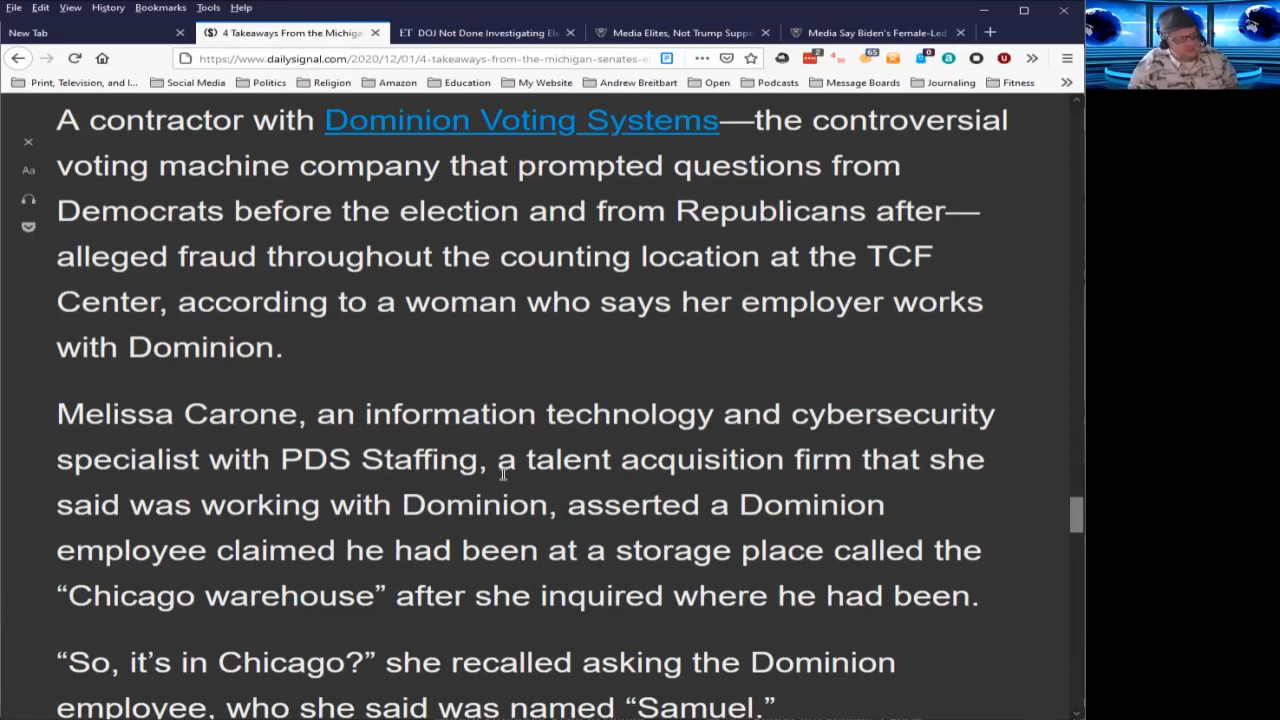 File Edit View History Bookmarks Tools Help
New Tab
($) 4 Takeaways From the Michiga
ET DOJ Not Done Investigating Ele
Media Elites, Not Trump Suppo
Media Say Biden's Female-Led
https://www.dailysignal.com/2020/12/01/4-takeaways-from-the-michigan-senates-e
Print, Television, and I... Social Media Politics Religion Amazon Education My Website Andrew Breitbart Open Podcasts Message Boards Journaling Fitness
A contractor with Dominion Voting Systems—the controversial
voting machine company that prompted questions from
Democrats before the election and from Republicans after—
alleged fraud throughout the counting location at the TCF
Center, according to a woman who says her employer works
with Dominion.
Aa
Melissa Carone, an information technology and cybersecurity
specialist with PDS Staffing, a talent acquisition firm that she
said was working with Dominion, asserted a Dominion
employee claimed he had been at a storage place called the
“Chicago warehouse” after she inquired where he had been.
“So, it’s in Chicago?” she recalled asking the Dominion
employee, who she said was named “Samuel.”